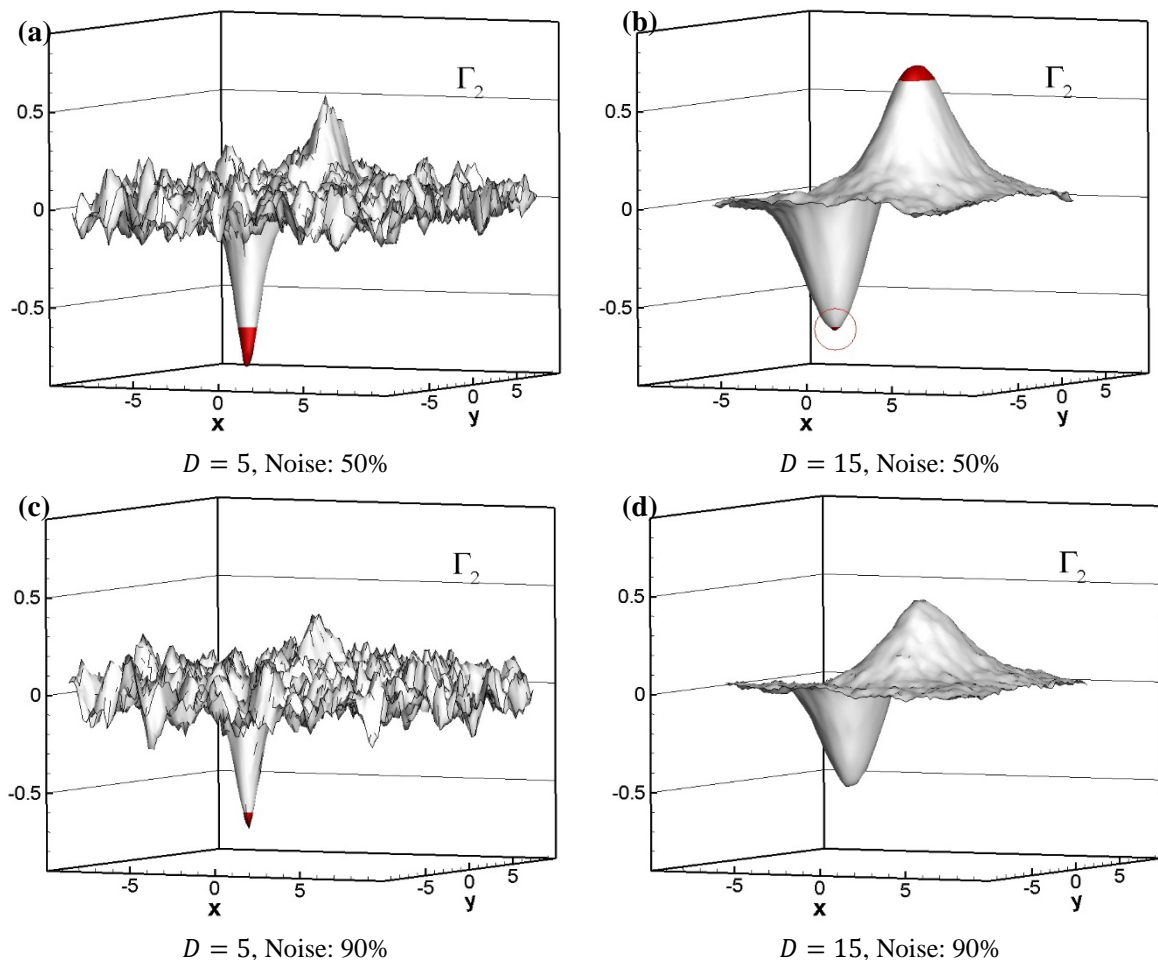 (a)
Γ₂
0.5
0
-0.5
-5 0 5 -5 0 5
x y
D = 5, Noise: 50%
(b)
Γ₂
0.5
0
-0.5
-5 0 5 -5 0 5
x y
D = 15, Noise: 50%
(c)
Γ₂
0.5
0
-0.5
-5 0 5 -5 0 5
x y
D = 5, Noise: 90%
(d)
Γ₂
0.5
0
-0.5
-5 0 5 -5 0 5
x y
D = 15, Noise: 90%